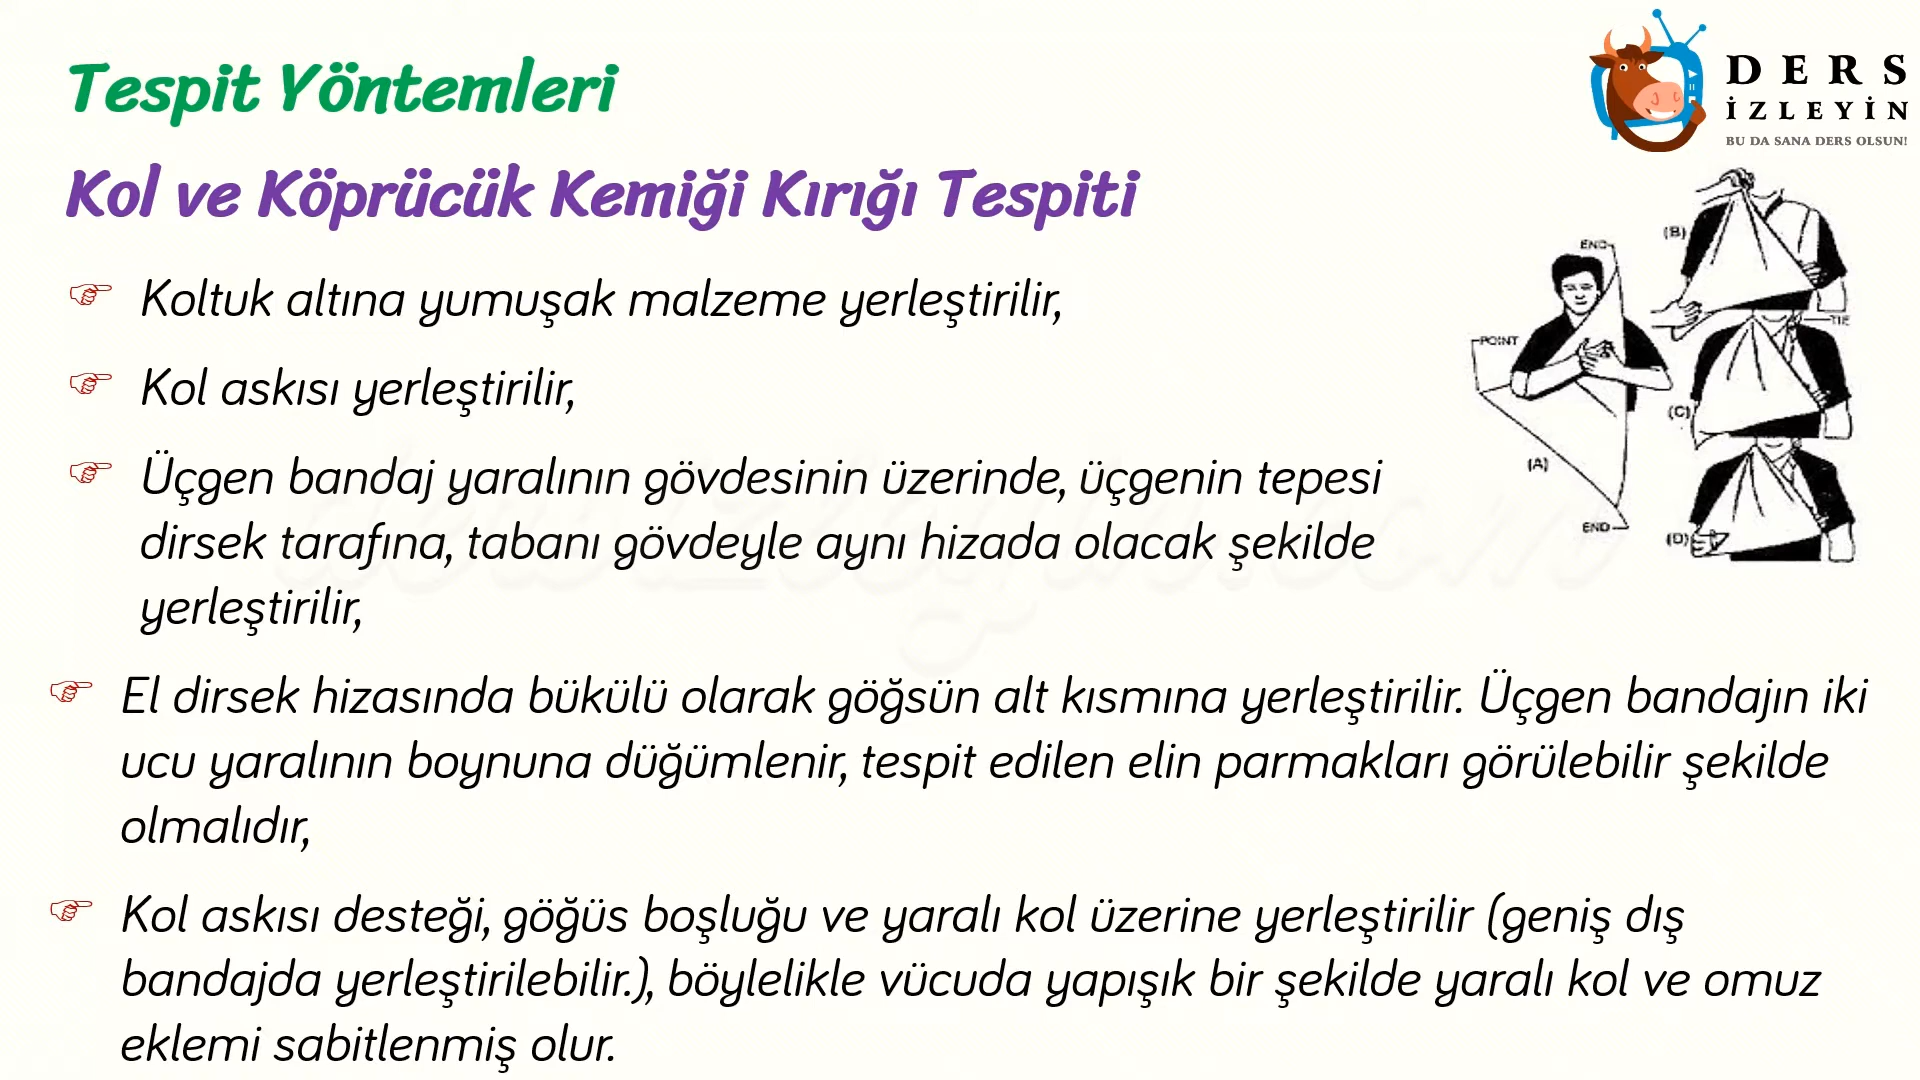 Tespit Yöntemleri
DERS
İZLEYİN
BU DA SANA DERS OLSUN!
Kol ve Köprücük Kemiği Kırığı Tespiti
Koltuk altına yumuşak malzeme yerleştirilir,
Kol askısı yerleştirilir,
Üçgen bandaj yaralının gövdesinin üzerinde, üçgenin tepesi
dirsek tarafına, tabanı gövdeyle aynı hizada olacak şekilde
yerleştirilir,
El dirsek hizasında bükülü olarak göğsün alt kısmına yerleştirilir. Üçgen bandajın iki
ucu yaralının boynuna düğümlenir, tespit edilen elin parmakları görülebilir şekilde
olmalıdır,
Kol askısı desteği, göğüs boşluğu ve yaralı kol üzerine yerleştirilir (geniş dış
bandajda yerleştirilebilir.), böylelikle vücuda yapışık bir şekilde yaralı kol ve omuz
eklemi sabitlenmiş olur.
END
POINT
(A)
END
(B)
TIE
(C)
(D)
dersizleyin.com